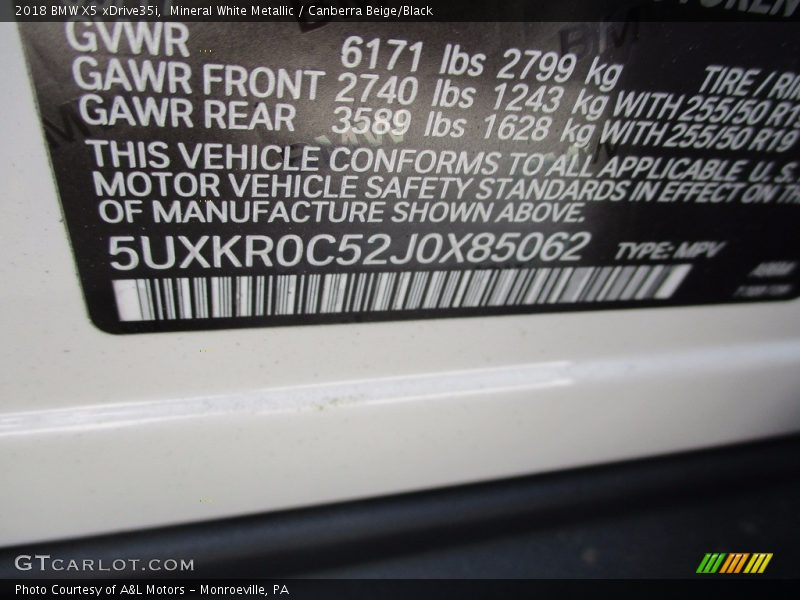 2018 BMW X5 xDrive35i, Mineral White Metallic / Canberra Beige/Black
GVWR 6171 lbs 2799 kg
GAWR FRONT 2740 lbs 1243 kg WITH 255/50 R19
GAWR REAR 3589 lbs 1628 kg WITH 255/50 R19
TIRE / RIM
THIS VEHICLE CONFORMS TO ALL APPLICABLE U.S.
MOTOR VEHICLE SAFETY STANDARDS IN EFFECT ON THE
OF MANUFACTURE SHOWN ABOVE.
5UXKR0C52J0X85062 TYPE: MPV
GTCARLOT.COM
Photo Courtesy of A&L Motors – Monroeville, PA